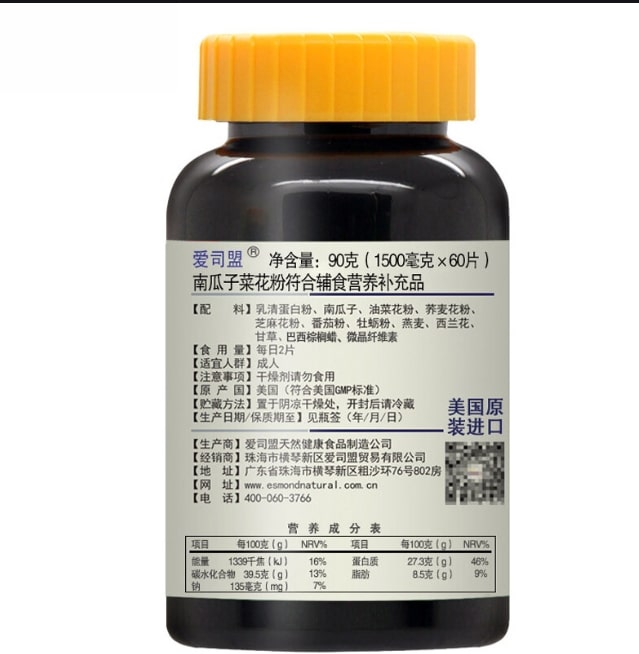 爱司盟® 净含量：90克（1500毫克×60片）
南瓜子菜花粉符合辅食营养补充品
【配 料】乳清蛋白粉、南瓜子、油菜花粉、荞麦花粉、
芝麻花粉、番茄粉、牡蛎粉、燕麦、西兰花、
甘草、巴西棕榈蜡、微晶纤维素
【食 用 量】每日2片
【适宜人群】成人
【注意事项】干燥剂请勿食用
【原 产 国】美国（符合美国GMP标准）
【贮藏方法】置于阴凉干燥处，开封后请冷藏
【生产日期/保质期至】见瓶签（年/月/日）
美国原
装进口
【生产商】爱司盟天然健康食品制造公司
【经销商】珠海市横琴新区爱司盟贸易有限公司
【地 址】广东省珠海市横琴新区粗沙环76号802房
【网 址】www.esmondnatural.com.cn
【电 话】400-060-3766
营 养 成 分 表
项目 每100克（g） NRV% 项目 每100克（g） NRV%
能量 1339千焦（kJ） 16% 蛋白质 27.3克（g） 46%
碳水化合物 39.5克（g） 13% 脂肪 8.5克（g） 9%
钠 135毫克（mg） 7%